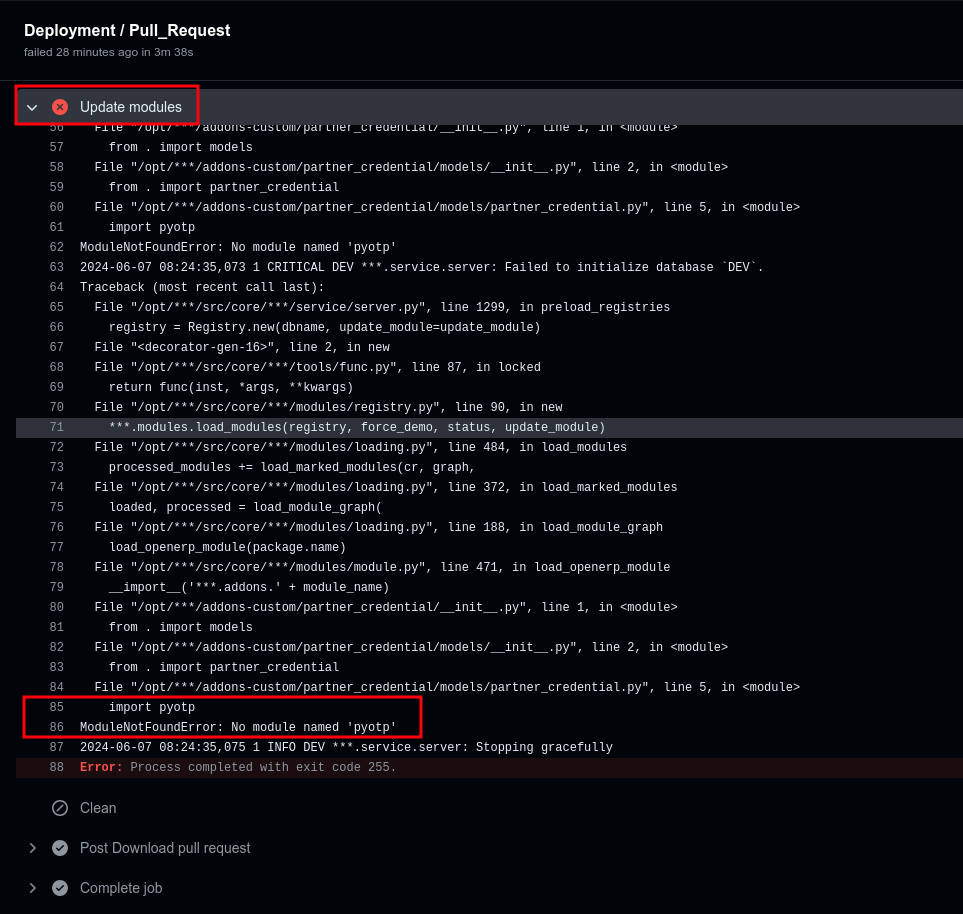 Deployment / Pull_Request
failed 28 minutes ago in 3m 38s
Update modules
56 File "/opt/***/addons-custom/partner_credential/__init__.py", line 1, in <module>
57 from . import models
58 File "/opt/***/addons-custom/partner_credential/models/__init__.py", line 2, in <module>
59 from . import partner_credential
60 File "/opt/***/addons-custom/partner_credential/models/partner_credential.py", line 5, in <module>
61 import pyotp
62 ModuleNotFoundError: No module named 'pyotp'
63 2024-06-07 08:24:35,073 1 CRITICAL DEV ***.service.server: Failed to initialize database `DEV`.
64 Traceback (most recent call last):
65 File "/opt/***/src/core/***/service/server.py", line 1299, in preload_registries
66 registry = Registry.new(dbname, update_module=update_module)
67 File "<decorator-gen-16>", line 2, in new
68 File "/opt/***/src/core/***/tools/func.py", line 87, in locked
69 return func(inst, *args, **kwargs)
70 File "/opt/***/src/core/***/modules/registry.py", line 90, in new
71 ***.modules.load_modules(registry, force_demo, status, update_module)
72 File "/opt/***/src/core/***/modules/loading.py", line 484, in load_modules
73 processed_modules += load_marked_modules(cr, graph,
74 File "/opt/***/src/core/***/modules/loading.py", line 372, in load_marked_modules
75 loaded, processed = load_module_graph(
76 File "/opt/***/src/core/***/modules/loading.py", line 188, in load_module_graph
77 load_openerp_module(package.name)
78 File "/opt/***/src/core/***/modules/module.py", line 471, in load_openerp_module
79 __import__('***.addons.' + module_name)
80 File "/opt/***/addons-custom/partner_credential/__init__.py", line 1, in <module>
81 from . import models
82 File "/opt/***/addons-custom/partner_credential/models/__init__.py", line 2, in <module>
83 from . import partner_credential
84 File "/opt/***/addons-custom/partner_credential/models/partner_credential.py", line 5, in <module>
85 import pyotp
86 ModuleNotFoundError: No module named 'pyotp'
87 2024-06-07 08:24:35,075 1 INFO DEV ***.service.server: Stopping gracefully
88 Error: Process completed with exit code 255.
Clean
Post Download pull request
Complete job